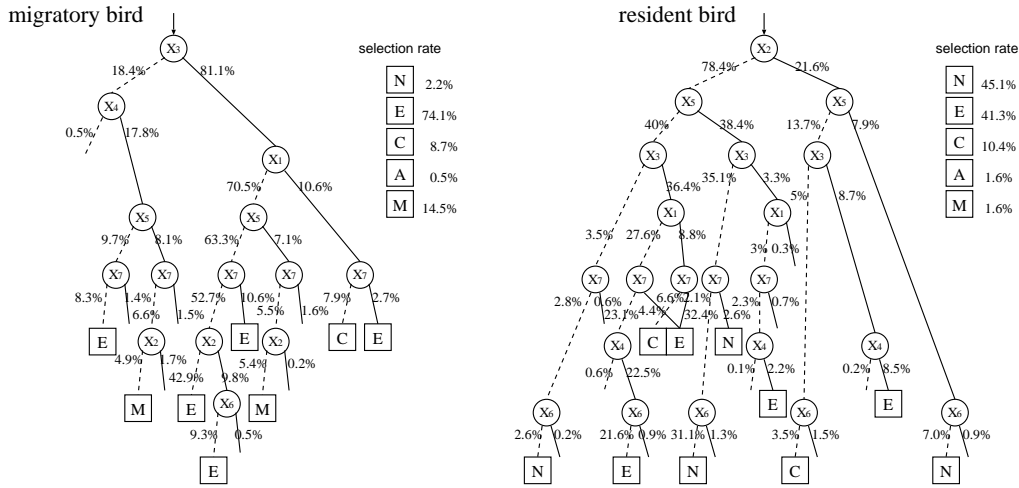 migratory bird
X3
18.4% 81.1%
X4
0.5% 17.8%
X1
70.5% 10.6%
X5 X5
9.7% 8.1% 63.3% 7.1%
X7 X7 X7 X7 X7
8.3% 1.4% 6.6% 1.5% 52.7% 10.6% 5.5% 1.6% 7.9% 2.7%
E X2 X2 E X2 C E
4.9% 1.7% 42.9% 9.8% 5.4% 0.2%
M E X6 M
9.3% 0.5%
E
selection rate
N 2.2%
E 74.1%
C 8.7%
A 0.5%
M 14.5%
resident bird
X2
78.4% 21.6%
X5 X5
40% 38.4% 13.7% 7.9%
X3 X3 X3
36.4% 35.1% 3.3% 5% 8.7%
X1 X1
3.5% 27.6% 8.8% 3% 0.3%
X7 X7 X7 X7 X7
2.8% 0.6% 23.1% 4.4% 6.6% 2.1% 32.4% 2.6% 2.3% 0.7%
X4 C E N X4 X4
0.6% 22.5% 0.1% 2.2% 0.2% 8.5%
E E
X6 X6 X6 X6 X6
2.6% 0.2% 21.6% 0.9% 31.1% 1.3% 3.5% 1.5% 7.0% 0.9%
N E N C N
selection rate
N 45.1%
E 41.3%
C 10.4%
A 1.6%
M 1.6%